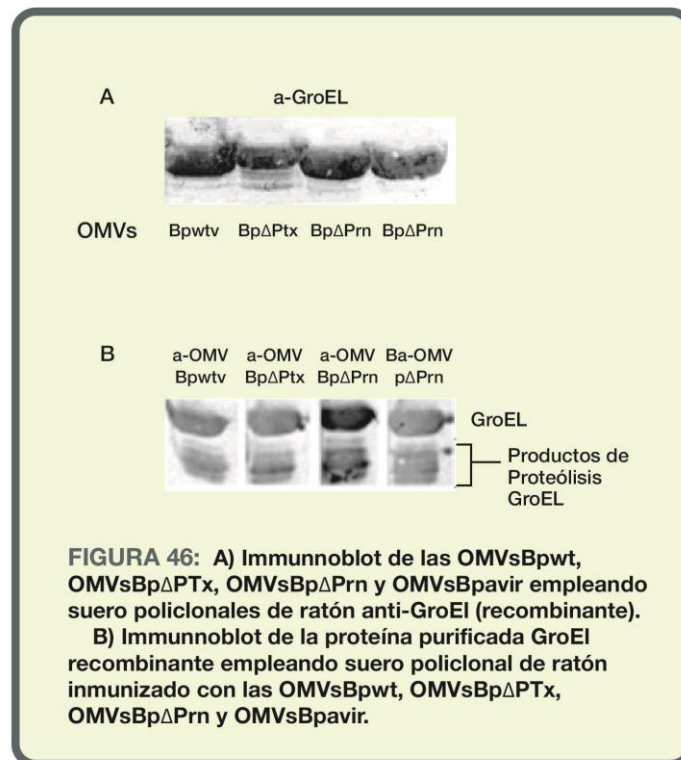 A a-GroEL
OMVs Bpwtv BpΔPtx BpΔPrn BpΔPrn
B a-OMV a-OMV a-OMV Ba-OMV
Bpwtv BpΔPtx BpΔPrn pΔPrn
GroEL
Productos de
Proteólisis
GroEL
FIGURA 46: A) Immunnoblot de las OMVsBpwt,
OMVsBpΔPTx, OMVsBpΔPrn y OMVsBpavir empleando
suero policlonales de ratón anti-GroEl (recombinante).
B) Immunnoblot de la proteína purificada GroEl
recombinante empleando suero policlonal de ratón
inmunizado con las OMVsBpwt, OMVsBpΔPTx,
OMVsBpΔPrn y OMVsBpavir.